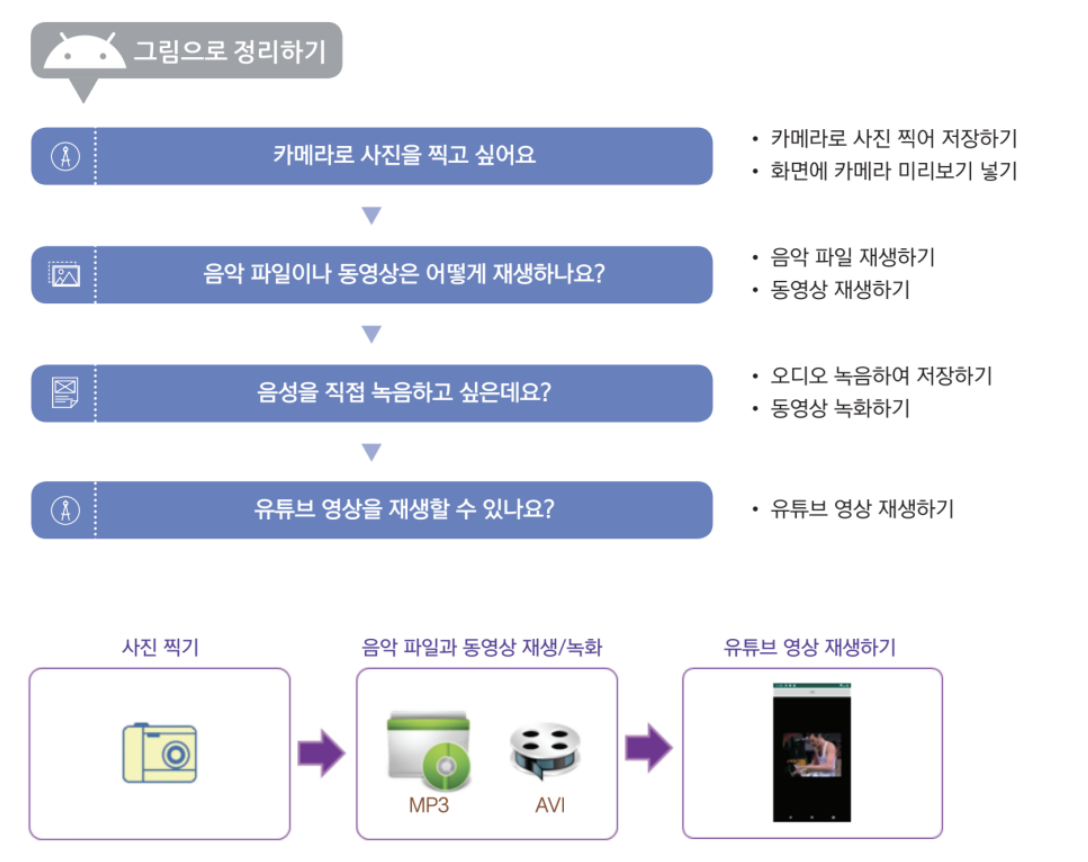 그림으로 정리하기
카메라로 사진을 찍고 싶어요
• 카메라로 사진 찍어 저장하기
• 화면에 카메라 미리보기 넣기
음악 파일이나 동영상은 어떻게 재생하나요?
• 음악 파일 재생하기
• 동영상 재생하기
음성을 직접 녹음하고 싶은데요?
• 오디오 녹음하여 저장하기
• 동영상 녹화하기
유튜브 영상을 재생할 수 있나요?
• 유튜브 영상 재생하기
사진 찍기
음악 파일과 동영상 재생/녹화
유튜브 영상 재생하기
MP3
AVI